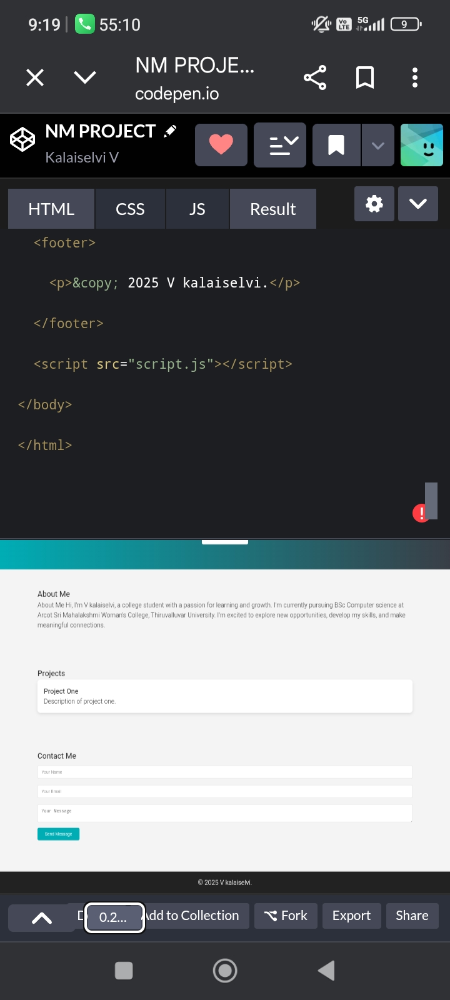 9:19 55:10 Vo LTE 5G 9
NM PROJE...
codepen.io
NM PROJECT
Kalaiselvi V
HTML CSS JS Result
<footer>
<p>&copy; 2025 V kalaiselvi.</p>
</footer>
<script src="script.js"></script>
</body>
</html>
About Me
About Me Hi, I'm V kalaiselvi, a college student with a passion for learning and growth. I'm currently pursuing BSc Computer science at
Arcot Sri Mahalakshmi Woman's College, Thiruvalluvar University. I'm excited to explore new opportunities, develop my skills, and make
meaningful connections.
Projects
Project One
Description of project one.
Contact Me
Your Name
Your Email
Your Message
Send Message
© 2025 V kalaiselvi.
0.2... Add to Collection Fork Export Share